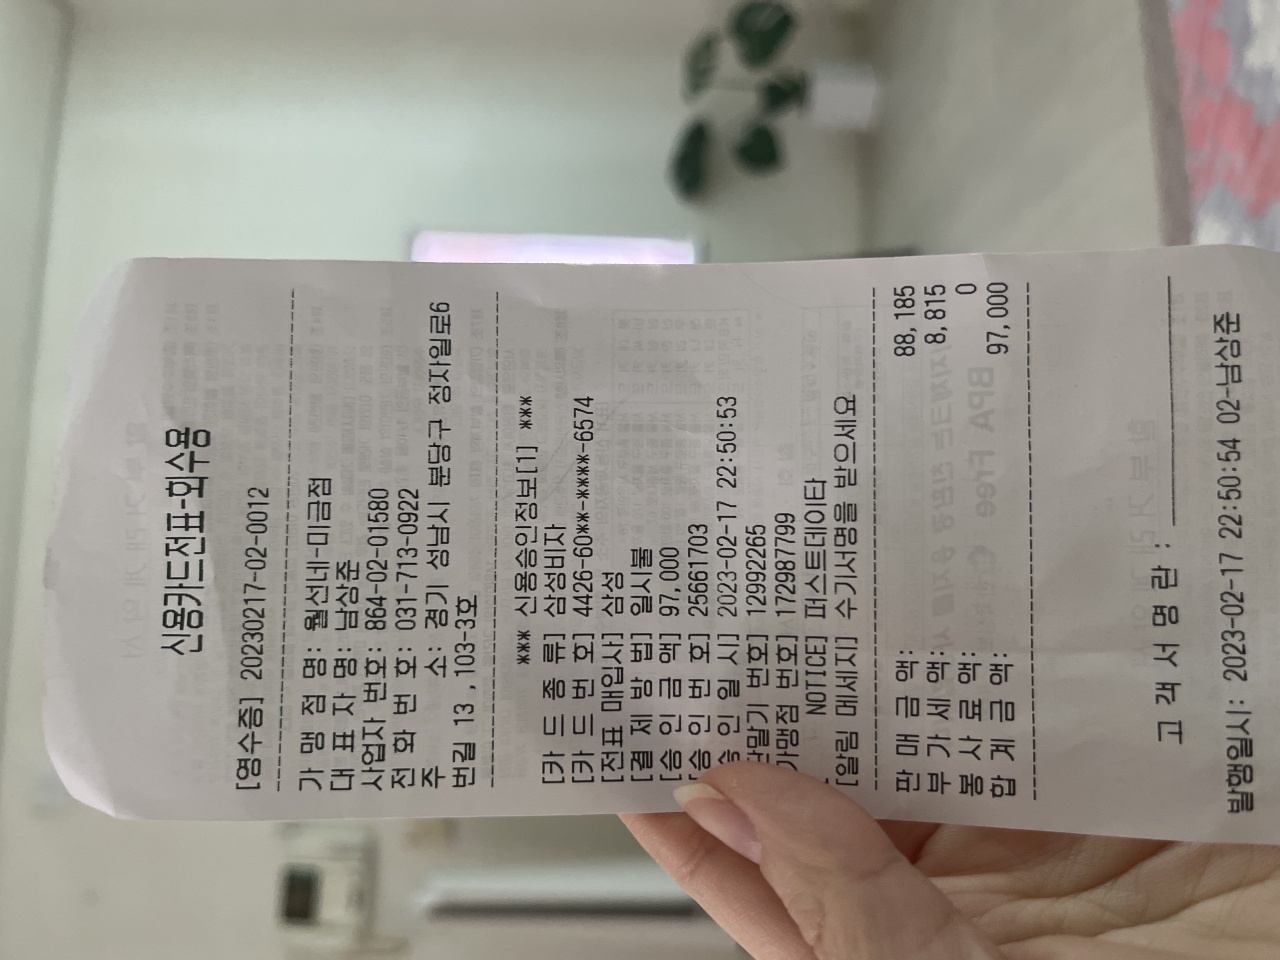 신용카드전표-회수용
[영수증] 20230217-02-0012
가 맹 점 명: 월선네-미금점
대 표 자 명: 남상준
사업자 번호: 864-02-01580
전 화 번 호: 031-713-0922
주 소: 경기 성남시 분당구 정자일로6
번길 13 ,103-3호
*** 신용승인정보[1] ***
[카 드 종 류] 삼성비자
[카 드 번 호] 4426-60**-****-6574
[전표 매입사] 삼성
[결 제 방 법] 일시불
[승 인 금 액] 97,000
[승 인 번 호] 25661703
승 인 일 시] 2023-02-17 22:50:53
단말기 번호] 12992265
가맹점 번호] 172987799
NOTICE] 퍼스트데이타
[알림 메세지] 수기서명을 받으세요
판 매 금 액: 88,185
부 가 세 액: 8,815
봉 사 료 액: 0
합 계 금 액: 97,000
고 객 서 명 란 :
발행일시: 2023-02-17 22:50:54 02-남상준
BPA Free